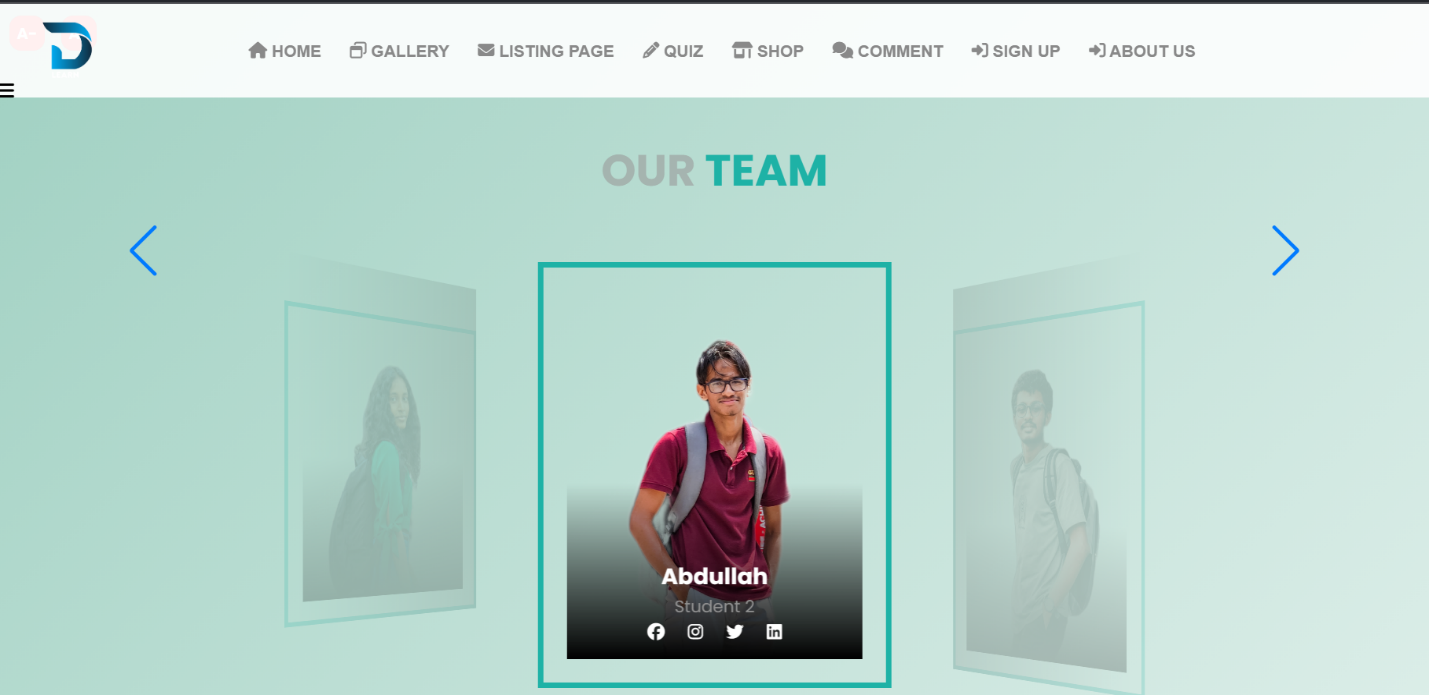 A-
HOME GALLERY LISTING PAGE QUIZ SHOP COMMENT SIGN UP ABOUT US
OUR TEAM
Abdullah
Student 2